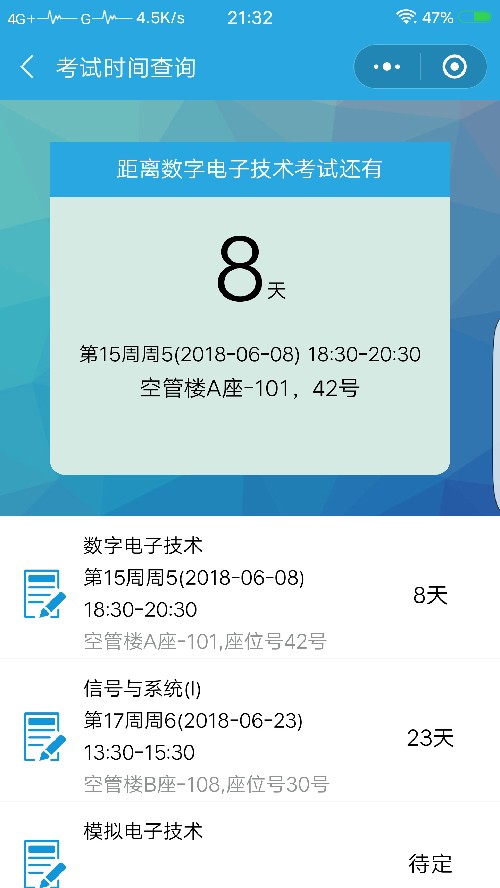 4G+ G 4.5K/s 21:32 47%
考试时间查询
距离数字电子技术考试还有
8天
第15周周5(2018-06-08) 18:30-20:30
空管楼A座-101，42号
数字电子技术
第15周周5(2018-06-08)
18:30-20:30
8天
空管楼A座-101,座位号42号
信号与系统(I)
第17周周6(2018-06-23)
13:30-15:30
23天
空管楼B座-108,座位号30号
模拟电子技术
待定